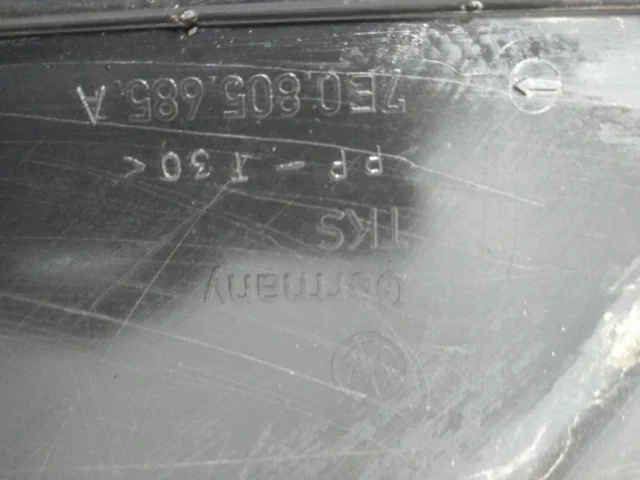 7E0.805.685.A
PP-T30<
TKS
Germany